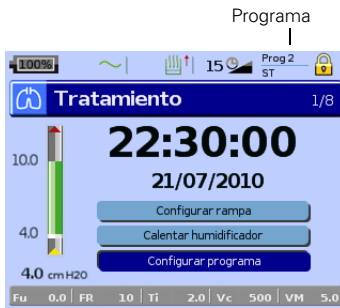 Programa
100%
15
Prog 2
ST
Tratamiento
1/8
10.0
22:30:00
21/07/2010
Configurar rampa
4.0
Calentar humidificador
Configurar programa
4.0 cm H2O
Fu 0.0 FR 10 Ti 2.0 Vc 500 VM 5.0